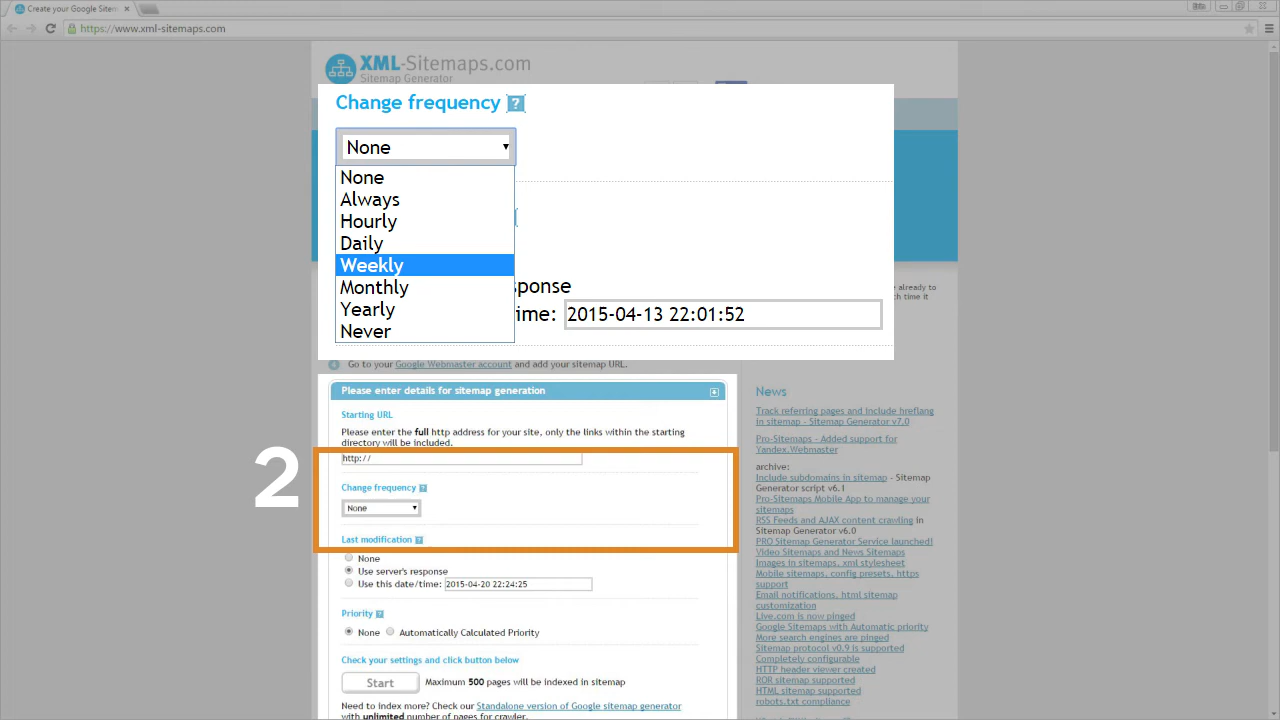 Create your Google Sitem
https://www.xml-sitemaps.com
XML-Sitemaps.com
Sitemap Generator
Change frequency ?
None
None
Always
Hourly
Daily
Weekly
Monthly
Yearly
Never
sponse
ime: 2015-04-13 22:01:52
e already to
ch time it
Go to your Google Webmaster account and add your sitemap URL.
Please enter details for sitemap generation
Starting URL
Please enter the full http address for your site, only the links within the starting
directory will be included.
http://
2
Change frequency ?
None
Last modification ?
None
Use server's response
Use this date/time: 2015-04-20 22:24:25
Priority ?
None Automatically Calculated Priority
Check your settings and click button below
Start Maximum 500 pages will be indexed in sitemap
Need to index more? Check our Standalone version of Google sitemap generator
with unlimited number of pages for crawler.
News
Track referring pages and include hreflang
in sitemap - Sitemap Generator v7.0
Pro-Sitemaps - Added support for
Yandex.Webmaster
archive:
Include subdomains in sitemap - Sitemap
Generator script v6.1
Pro-Sitemaps Mobile App to manage your
sitemaps
RSS Feeds and AJAX content crawling in
Sitemap Generator v6.0
PRO Sitemap Generator Service launched!
Video Sitemaps and News Sitemaps
Images in sitemaps, xml stylesheet
Mobile sitemaps, config presets, https
support
Email notifications, html sitemap
customization
Live.com is now pinged
Google Sitemaps with Automatic priority
More search engines are pinged
Sitemap protocol v0.9 is supported
Completely configurable
HTTP header viewer created
ROR sitemap supported
HTML sitemap supported
robots.txt compliance